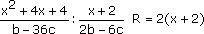 x² + 4x + 4 / b − 36c : x + 2 / 2b − 6c R = 2(x + 2)